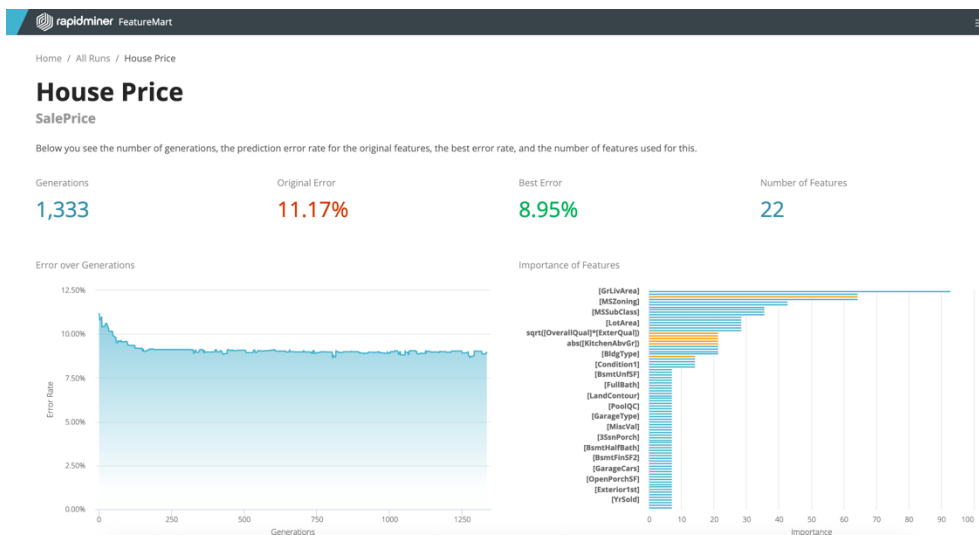 rapidminer FeatureMart
Home / All Runs / House Price
House Price
SalePrice
Below you see the number of generations, the prediction error rate for the original features, the best error rate, and the number of features used for this.
Generations
Original Error
Best Error
Number of Features
1,333
11.17%
8.95%
22
Error over Generations
12.50%
10.00%
7.50%
5.00%
2.50%
0.00%
Error Rate
0 250 500 750 1000 1250
Generations
Importance of Features
[GrLivArea]
[MSZoning]
[MSSubClass]
[LotArea]
sqrt([OverallQual]*[ExterQual])
abs([KitchenAbvGr])
[BldgType]
[Condition1]
[BsmtUnfSF]
[FullBath]
[LandContour]
[PoolQC]
[GarageType]
[MiscVal]
[3SsnPorch]
[BsmtHalfBath]
[BsmtFinSF2]
[GarageCars]
[OpenPorchSF]
[Exterior1st]
[YrSold]
0 10 20 30 40 50 60 70 80 90 100
Importance